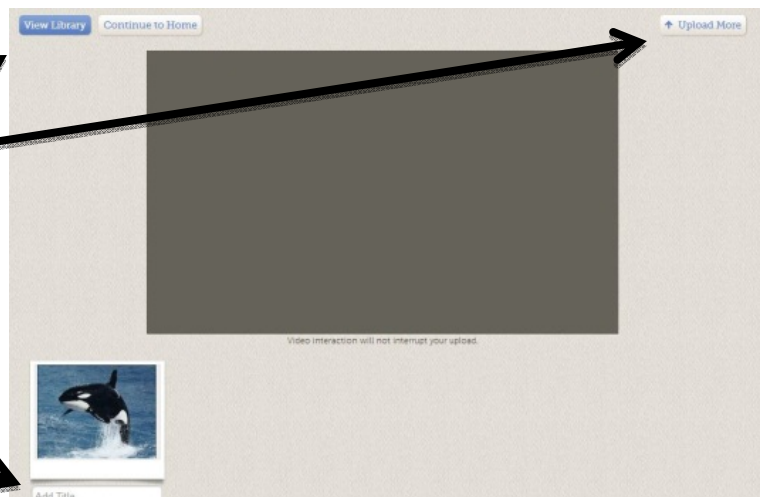 View Library Continue to Home Upload More
Video interaction will not interrupt your upload.
Add Title